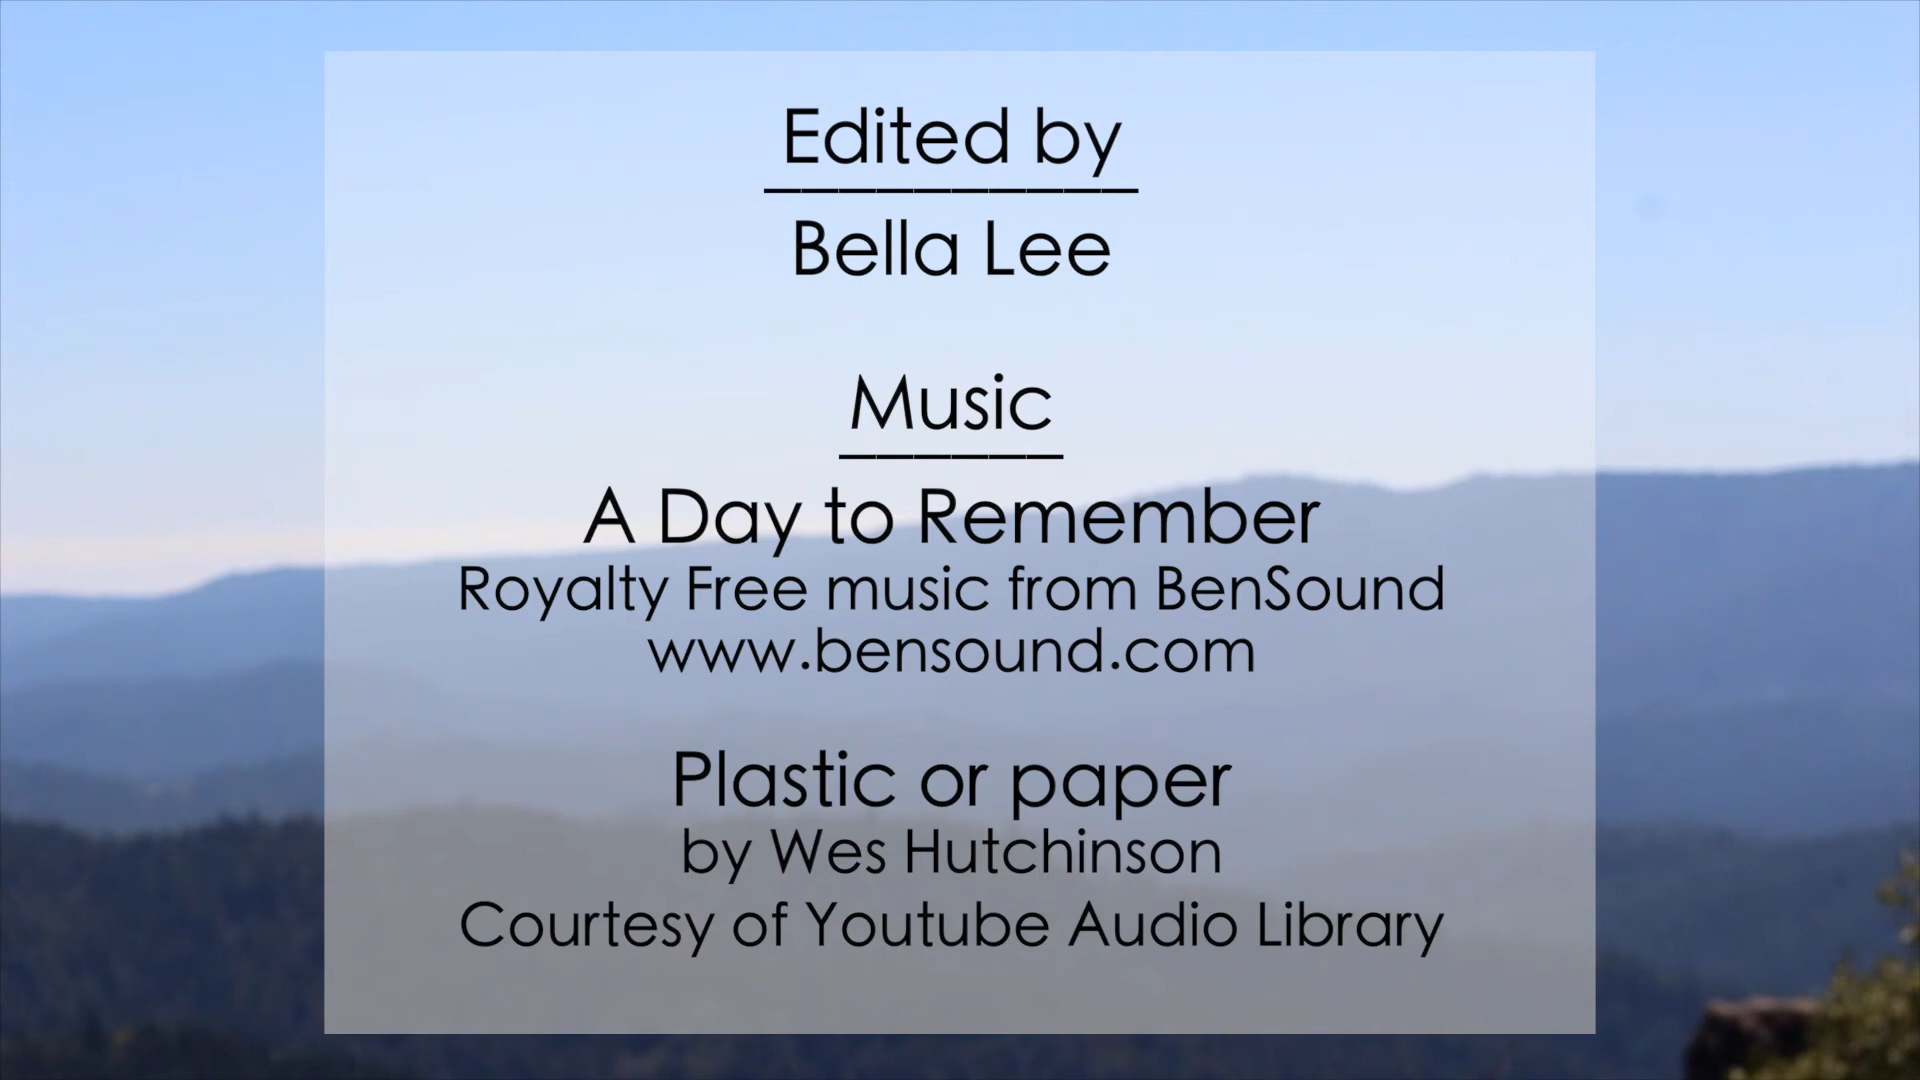 Edited by
Bella Lee
Music
A Day to Remember
Royalty Free music from BenSound
www.bensound.com
Plastic or paper
by Wes Hutchinson
Courtesy of Youtube Audio Library